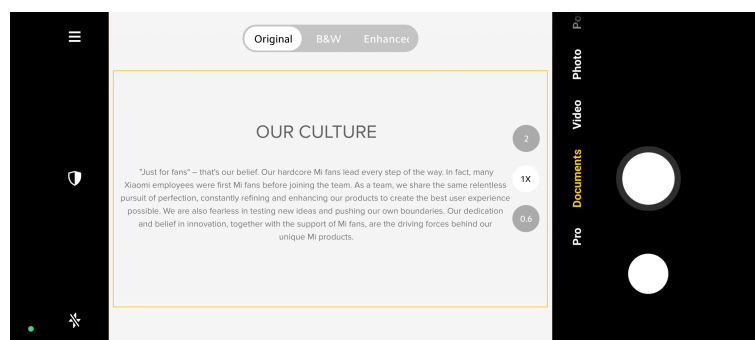 Original B&W Enhanced
OUR CULTURE
"Just for fans" – that's our belief. Our hardcore Mi fans lead every step of the way. In fact, many
Xiaomi employees were first Mi fans before joining the team. As a team, we share the same relentless
pursuit of perfection, constantly refining and enhancing our products to create the best user experience
possible. We are also fearless in testing new ideas and pushing our own boundaries. Our dedication
and belief in innovation, together with the support of Mi fans, are the driving forces behind our
unique Mi products.
2
1X
0.6
Photo
Video
Documents
Pro